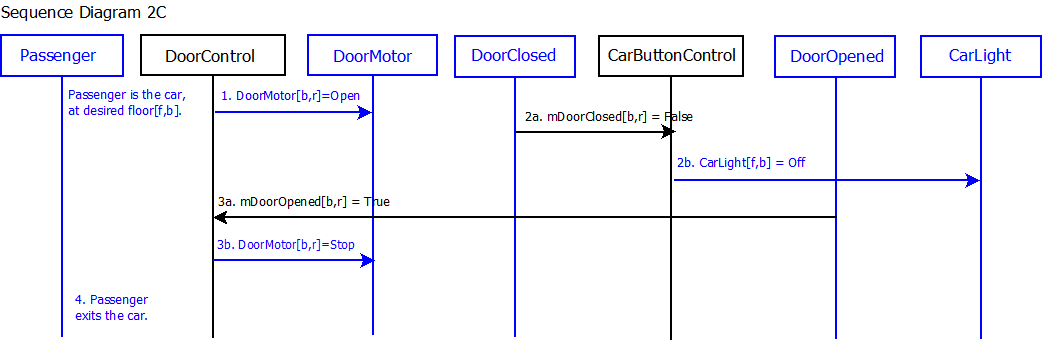 Sequence Diagram 2C
Passenger
DoorControl
DoorMotor
DoorClosed
CarButtonControl
DoorOpened
CarLight
Passenger is the car,
at desired floor[f,b].
1. DoorMotor[b,r]=Open
2a. mDoorClosed[b,r] = False
2b. CarLight[f,b] = Off
3a. mDoorOpened[b,r] = True
3b. DoorMotor[b,r]=Stop
4. Passenger
exits the car.